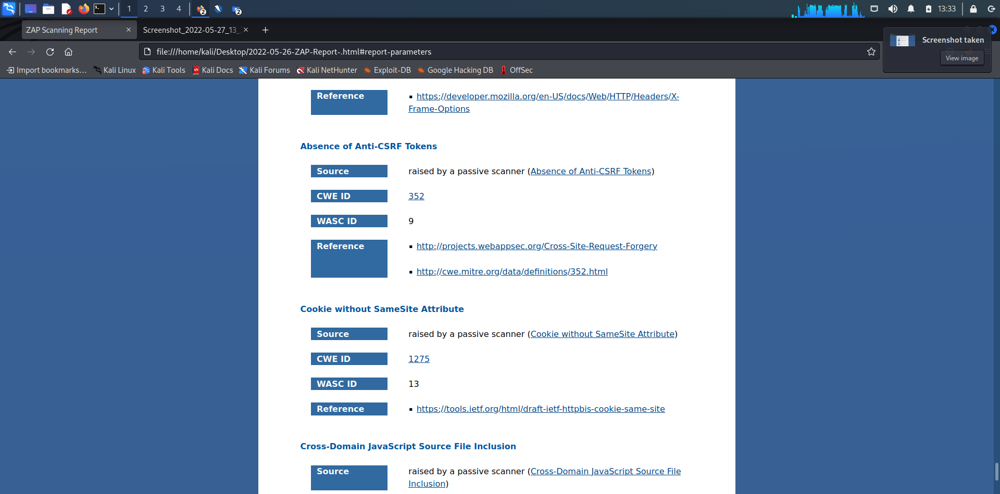 1 2 3 4 2 2 13:33
ZAP Scanning Report Screenshot_2022-05-27_13_
Screenshot taken
View image
file:///home/kali/Desktop/2022-05-26-ZAP-Report-.html#report-parameters
Import bookmarks... Kali Linux Kali Tools Kali Docs Kali Forums Kali NetHunter Exploit-DB Google Hacking DB OffSec
Reference https://developer.mozilla.org/en-US/docs/Web/HTTP/Headers/X-
Frame-Options
Absence of Anti-CSRF Tokens
Source raised by a passive scanner (Absence of Anti-CSRF Tokens)
CWE ID 352
WASC ID 9
Reference http://projects.webappsec.org/Cross-Site-Request-Forgery
http://cwe.mitre.org/data/definitions/352.html
Cookie without SameSite Attribute
Source raised by a passive scanner (Cookie without SameSite Attribute)
CWE ID 1275
WASC ID 13
Reference https://tools.ietf.org/html/draft-ietf-httpbis-cookie-same-site
Cross-Domain JavaScript Source File Inclusion
Source raised by a passive scanner (Cross-Domain JavaScript Source File
Inclusion)